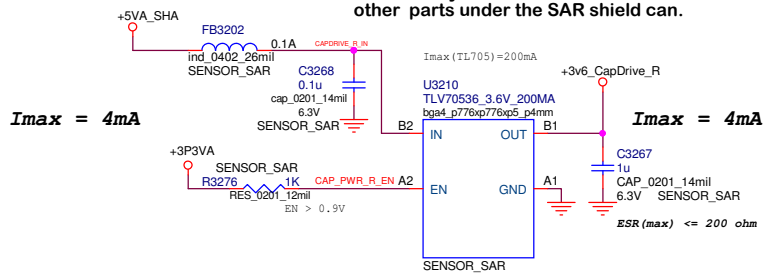 other parts under the SAR shield can.
+5VA_SHA
FB3202
0.1A
CAPDRIVE_R_IN
ind_0402_26mil
SENSOR_SAR
C3268
0.1u
cap_0201_14mil
6.3V
SENSOR_SAR
Imax(TL705)=200mA
U3210
TLV70536_3.6V_200MA
bga4_p776xp776xp5_p4mm
+3v6_CapDrive_R
Imax = 4mA
Imax = 4mA
B2
IN
OUT
B1
+3P3VA
SENSOR_SAR
R3276
1K
RES_0201_12mil
CAP_PWR_R_EN
A2
EN
GND
A1
EN > 0.9V
C3267
1u
CAP_0201_14mil
6.3V
SENSOR_SAR
ESR(max) <= 200 ohm
SENSOR_SAR